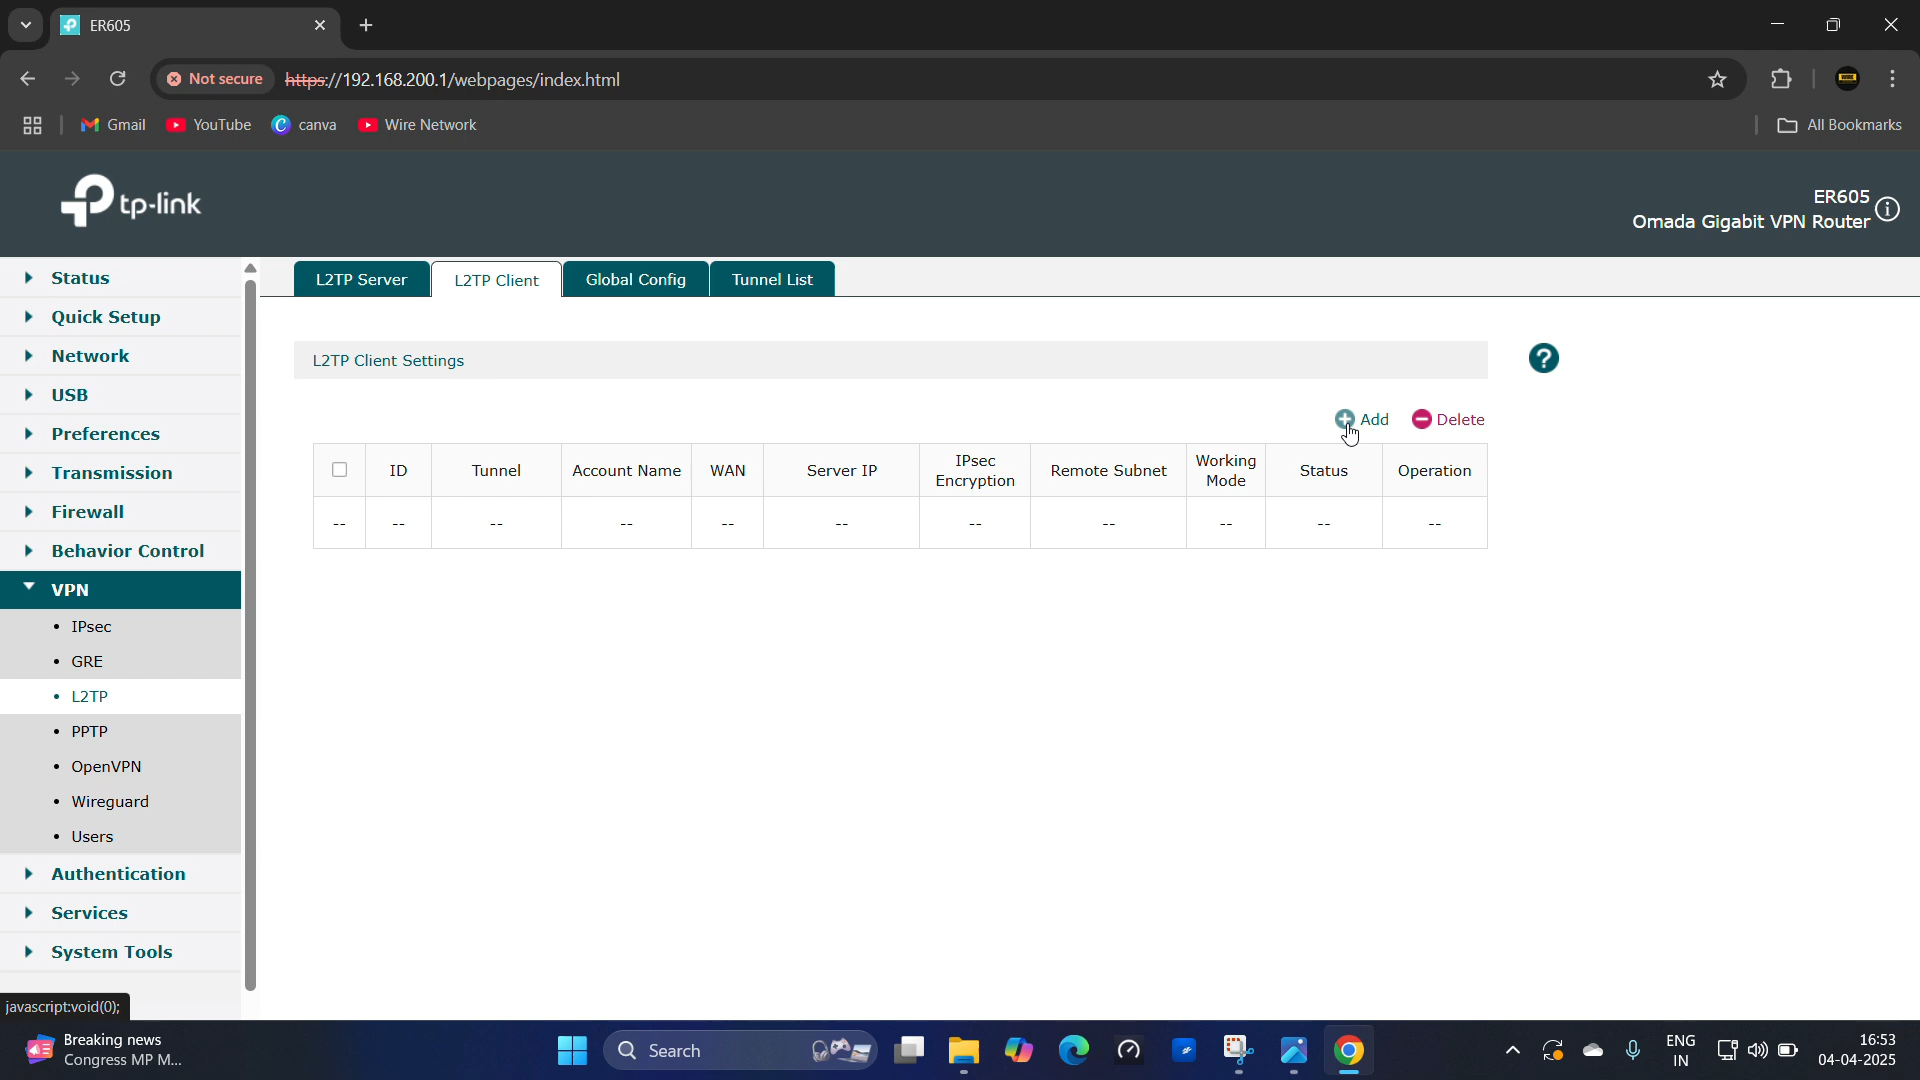 ER605
Not secure https://192.168.200.1/webpages/index.html
Gmail YouTube canva Wire Network All Bookmarks
tp-link
ER605
Omada Gigabit VPN Router
Status
Quick Setup
Network
USB
Preferences
Transmission
Firewall
Behavior Control
VPN
IPsec
GRE
L2TP
PPTP
OpenVPN
Wireguard
Users
Authentication
Services
System Tools
L2TP Server L2TP Client Global Config Tunnel List
L2TP Client Settings
?
Add Delete
ID Tunnel Account Name WAN Server IP IPsec Encryption Remote Subnet Working Mode Status Operation
-- -- -- -- -- -- -- -- -- -- --
javascript:void(0);
Breaking news
Congress MP M...
Search
ENG
IN
16:53
04-04-2025